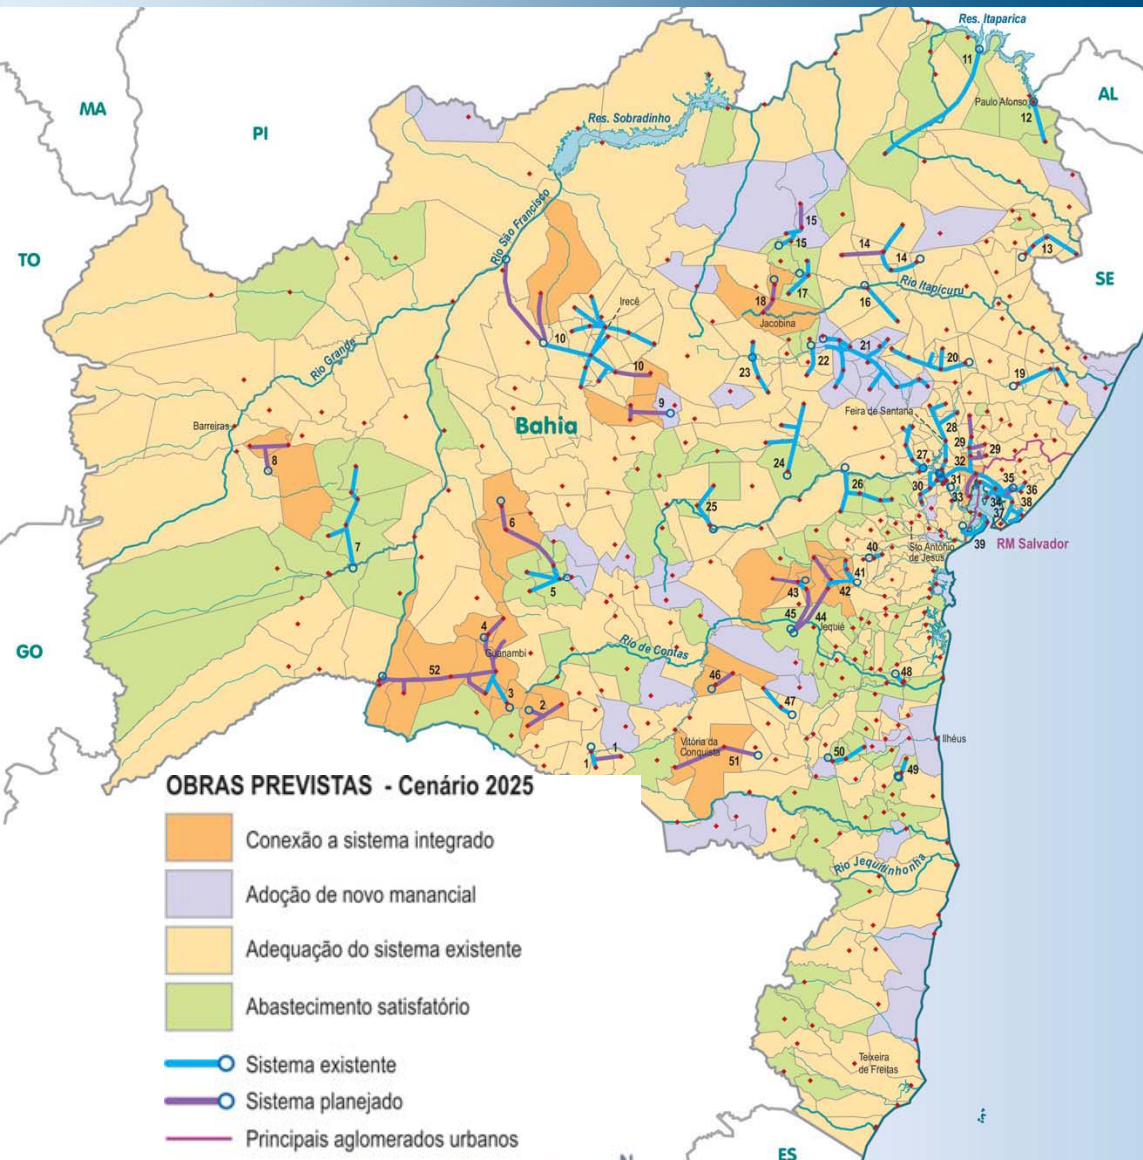 Res. Itaparica
11
MA
AL
Paulo Afonso
12
PI
Res. Sobradinho
Rio São Francisco
15
15
14
14
13
TO
SE
17
18
16
Rio Itapicuru
Irecê
Jacobina
10
21
22
20
Rio Grande
10
23
19
9
Feira de Santana
Barreiras
Bahia
28
29
29
8
24
27
32
31
30
33
35
36
34
38
37
26
25
6
39
RM Salvador
7
Sto Antônio
de Jesus
40
41
5
43
42
45
44
Jequié
4
GO
Guanambi
Rio de Contas
52
46
48
3
47
2
Ilhéus
Vitória da
Conquista
1
1
51
50
49
OBRAS PREVISTAS - Cenário 2025
Conexão a sistema integrado
Adoção de novo manancial
Rio Jequitinhonha
Adequação do sistema existente
Abastecimento satisfatório
Sistema existente
Teixeira
de Freitas
Sistema planejado
Principais aglomerados urbanos
ES